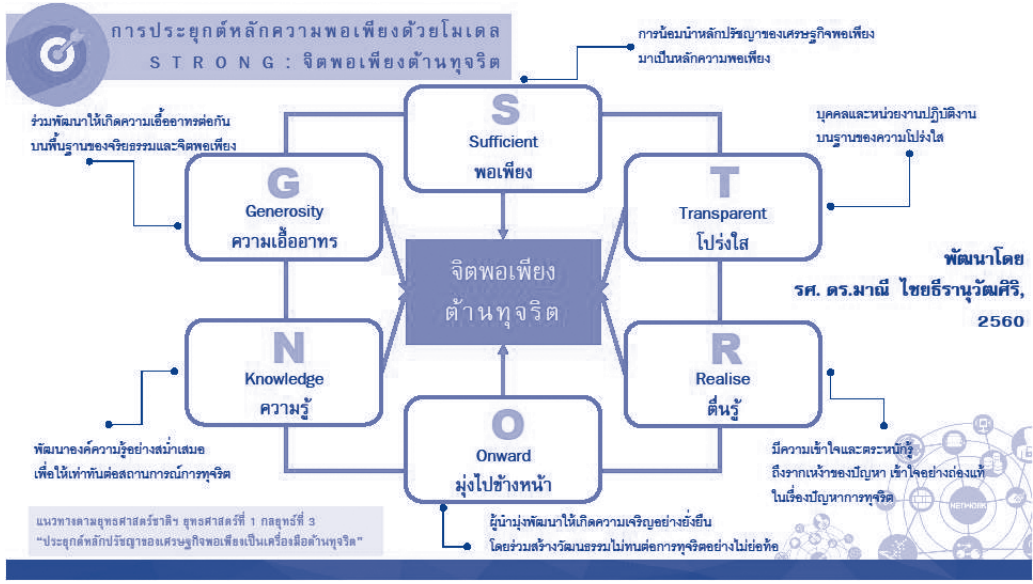 การประยุกต์หลักความพอเพียงด้วยโมเดล
STRONG: จิตพอเพียงต้านทุจริต
การน้อมนำหลักปรัชญาของเศรษฐกิจพอเพียง
มาเป็นหลักความพอเพียง
S
Sufficient
พอเพียง
บุคคลและหน่วยงานปฏิบัติงาน
บนฐานของความโปร่งใส
T
Transparent
โปร่งใส
ร่วมพัฒนาให้เกิดความเอื้ออาทรต่อกัน
บนพื้นฐานของจริยธรรมและจิตพอเพียง
G
Generosity
ความเอื้ออาทร
จิตพอเพียง
ต้านทุจริต
พัฒนาโดย
รศ. ดร.มาณี ไชยธีรานุวัฒศิริ,
2560
N
Knowledge
ความรู้
พัฒนาองค์ความรู้อย่างสม่ำเสมอ
เพื่อให้เท่าทันต่อสถานการณ์การทุจริต
R
Realise
ตื่นรู้
มีความเข้าใจและตระหนักรู้
ถึงรากเหง้าของปัญหา เข้าใจอย่างถ่องแท้
ในเรื่องปัญหาการทุจริต
O
Onward
มุ่งไปข้างหน้า
ผู้นำมุ่งพัฒนาให้เกิดความเจริญอย่างยั่งยืน
โดยร่วมสร้างวัฒนธรรมไม่ทนต่อการทุจริตอย่างไม่ย่อท้อ
แนวทางตามยุทธศาสตร์ชาติฯ ยุทธศาสตร์ที่ 1 กลยุทธ์ที่ 3
“ประยุกต์หลักปรัชญาของเศรษฐกิจพอเพียงเป็นเครื่องมือต้านทุจริต”
NETWORK